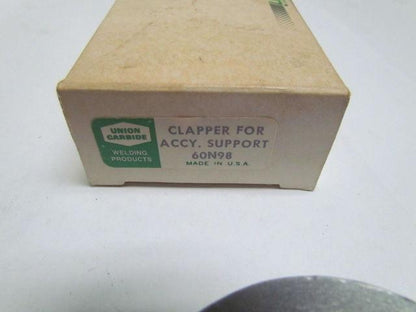 UNION
CARBIDE
WELDING
PRODUCTS
CLAPPER FOR
ACCY. SUPPORT
60N98
MADE IN U.S.A.